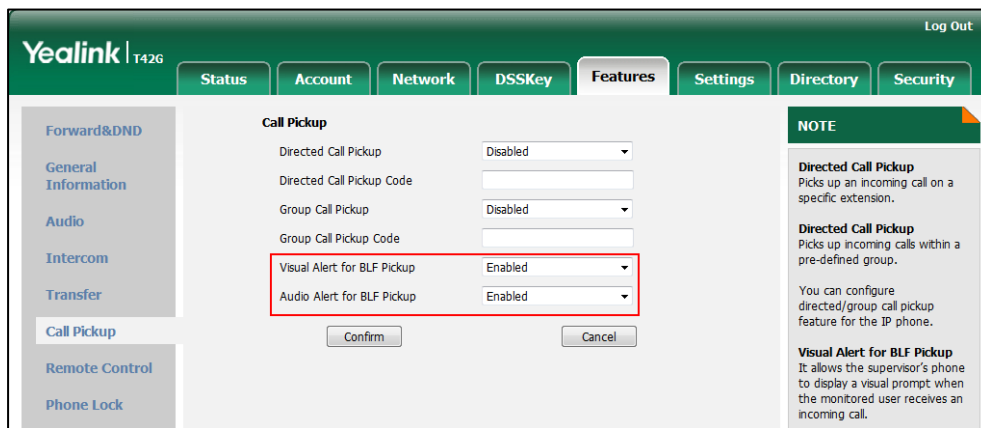 Log Out
Yealink T42G
Status Account Network DSSKey Features Settings Directory Security
Forward&DND
General
Information
Audio
Intercom
Transfer
Call Pickup
Remote Control
Phone Lock
Call Pickup
Directed Call Pickup Disabled
Directed Call Pickup Code
Group Call Pickup Disabled
Group Call Pickup Code
Visual Alert for BLF Pickup Enabled
Audio Alert for BLF Pickup Enabled
Confirm Cancel
NOTE
Directed Call Pickup
Picks up an incoming call on a
specific extension.
Directed Call Pickup
Picks up incoming calls within a
pre-defined group.
You can configure
directed/group call pickup
feature for the IP phone.
Visual Alert for BLF Pickup
It allows the supervisor's phone
to display a visual prompt when
the monitored user receives an
incoming call.